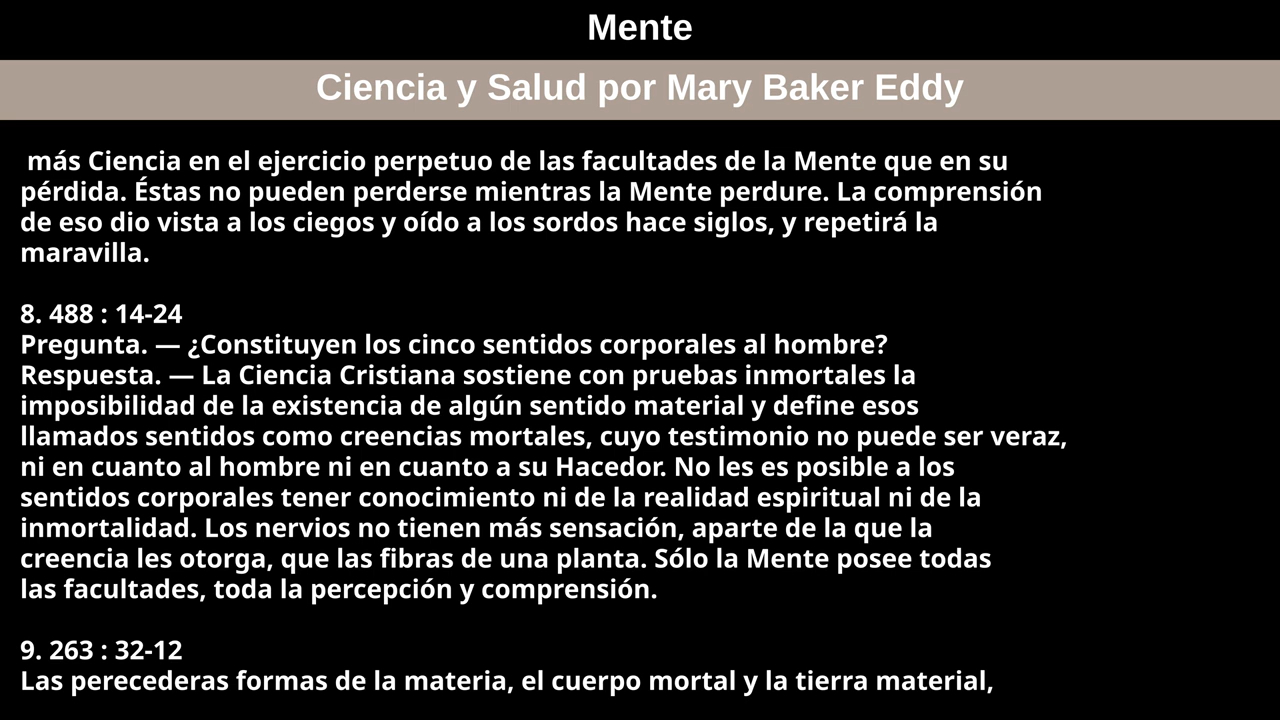 Mente
Ciencia y Salud por Mary Baker Eddy
más Ciencia en el ejercicio perpetuo de las facultades de la Mente que en su
pérdida. Éstas no pueden perderse mientras la Mente perdure. La comprensión
de eso dio vista a los ciegos y oído a los sordos hace siglos, y repetirá la
maravilla.
8. 488 : 14-24
Pregunta. — ¿Constituyen los cinco sentidos corporales al hombre?
Respuesta. — La Ciencia Cristiana sostiene con pruebas inmortales la
imposibilidad de la existencia de algún sentido material y define esos
llamados sentidos como creencias mortales, cuyo testimonio no puede ser veraz,
ni en cuanto al hombre ni en cuanto a su Hacedor. No les es posible a los
sentidos corporales tener conocimiento ni de la realidad espiritual ni de la
inmortalidad. Los nervios no tienen más sensación, aparte de la que la
creencia les otorga, que las fibras de una planta. Sólo la Mente posee todas
las facultades, toda la percepción y comprensión.
9. 263 : 32-12
Las perecederas formas de la materia, el cuerpo mortal y la tierra material,